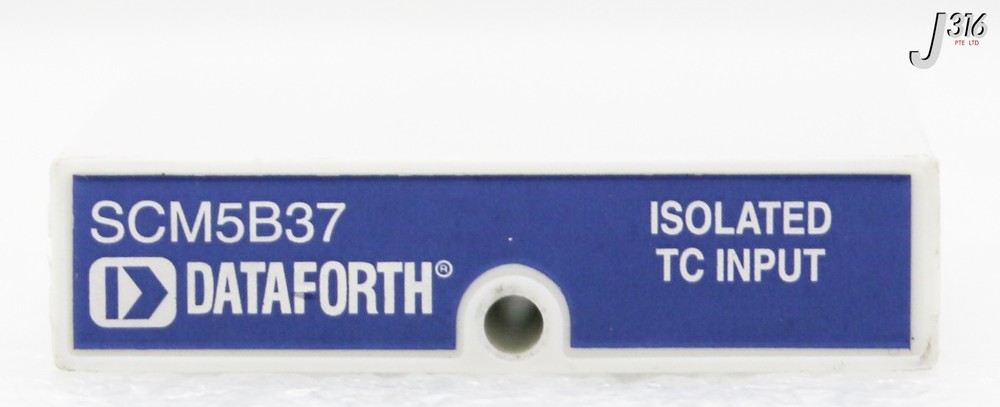 J316
PTE LTD
SCM5B37
ISOLATED
TC INPUT
DATAFORTH®